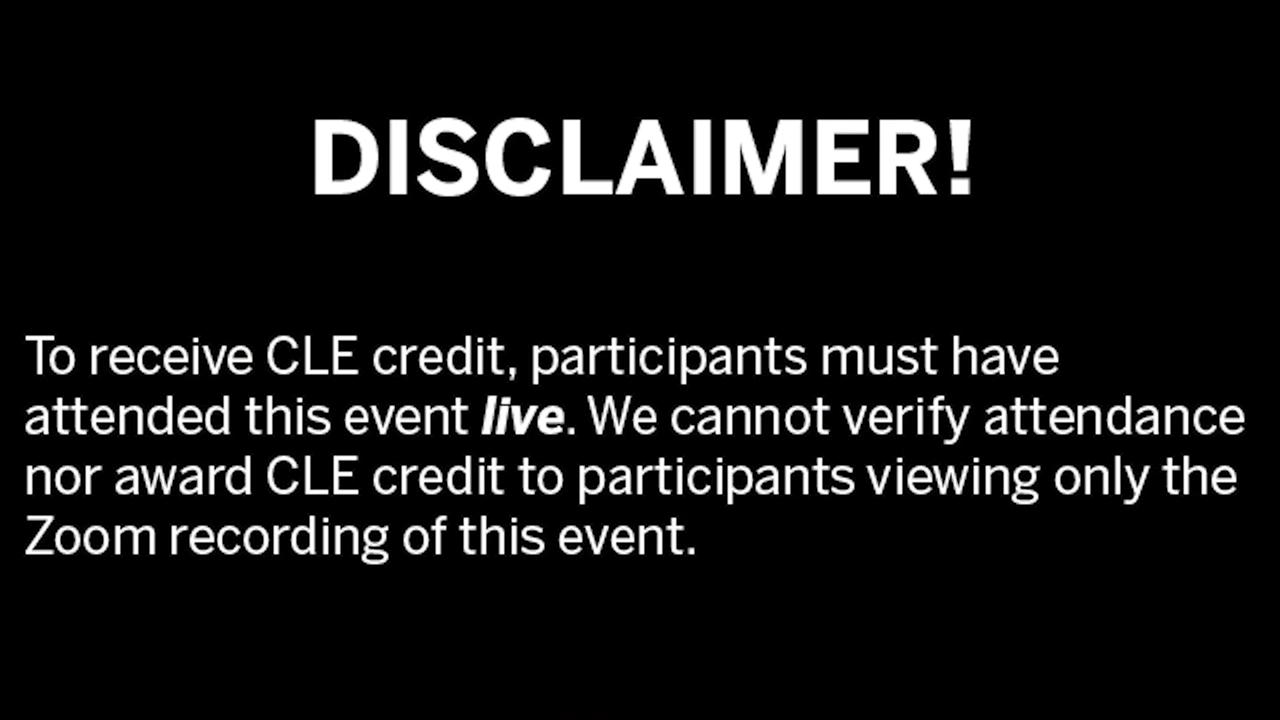 DISCLAIMER!
To receive CLE credit, participants must have
attended this event live. We cannot verify attendance
nor award CLE credit to participants viewing only the
Zoom recording of this event.